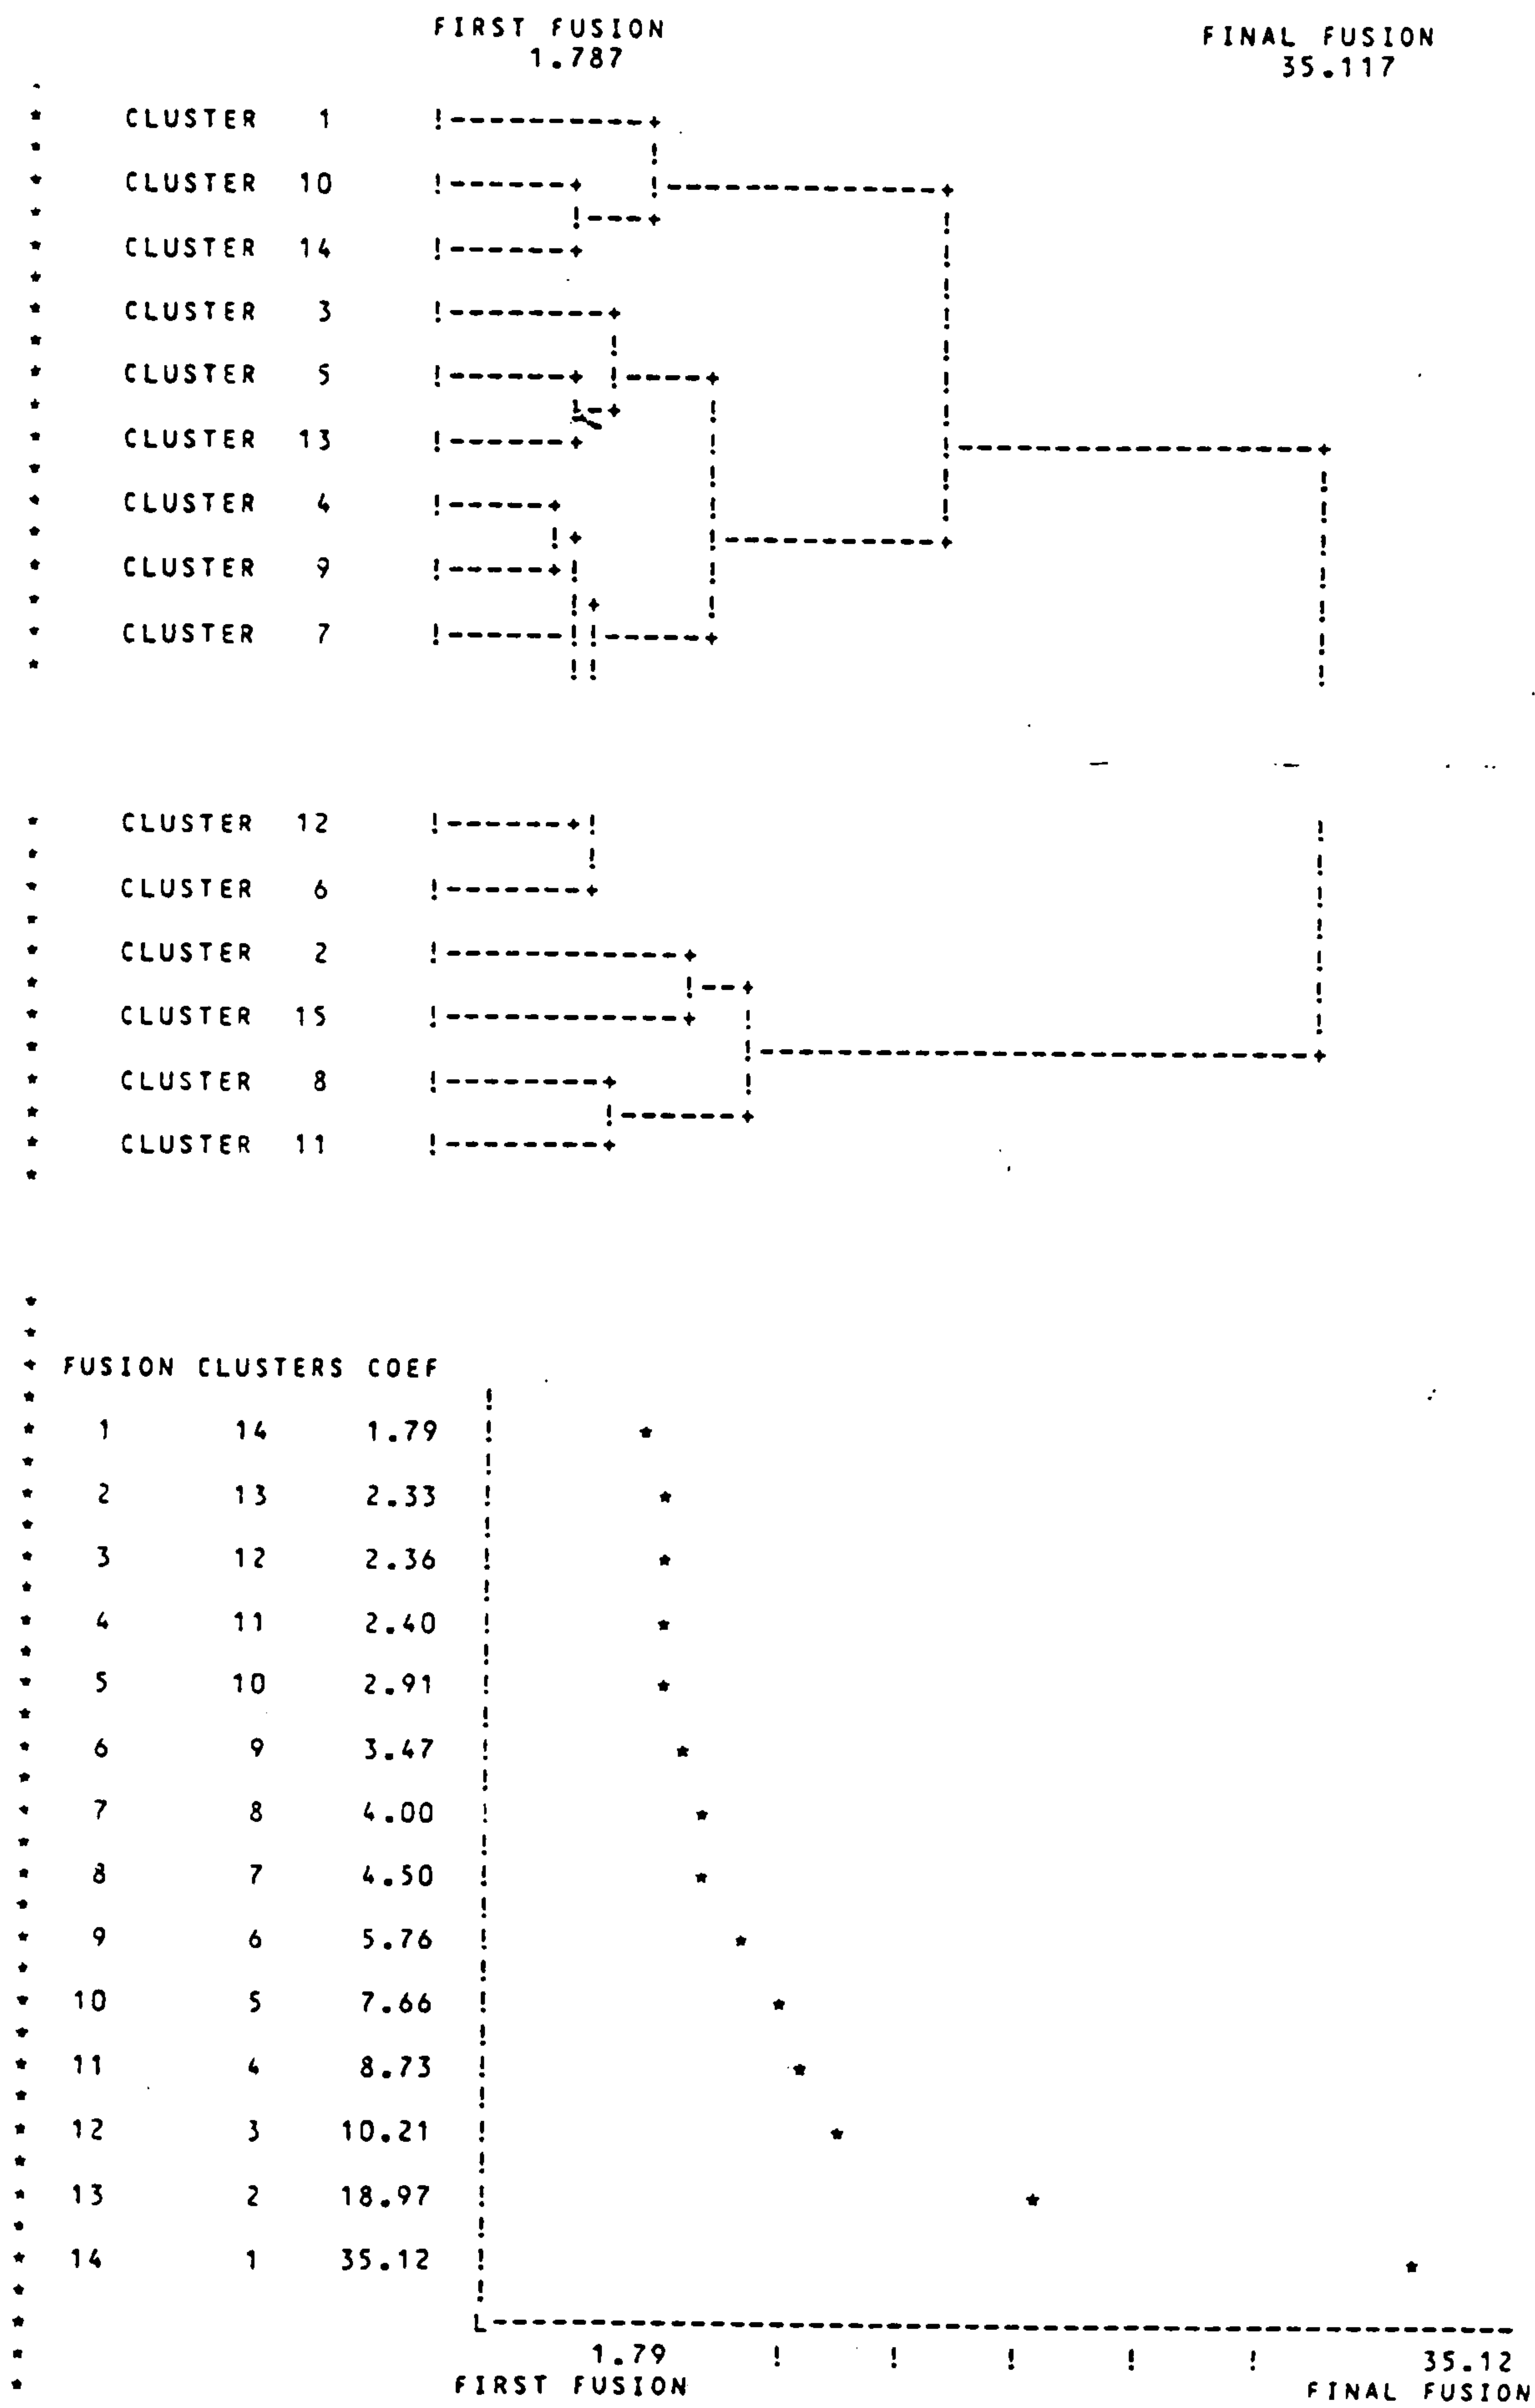 FIRST FUSION FINAL FUSION
1.787 35.117
CLUSTER 1
CLUSTER 10
CLUSTER 14
CLUSTER 3
CLUSTER 5
CLUSTER 13
CLUSTER 4
CLUSTER 9
CLUSTER 7
CLUSTER 12
CLUSTER 6
CLUSTER 2
CLUSTER 15
CLUSTER 8
CLUSTER 11
FUSION CLUSTERS COEF
1 14 1.79
2 13 2.33
3 12 2.36
4 11 2.40
5 10 2.91
6 9 3.47
7 8 4.00
8 7 4.50
9 6 5.76
10 5 7.66
11 4 8.73
12 3 10.21
13 2 18.97
14 1 35.12
1.79 35.12
FIRST FUSION FINAL FUSION